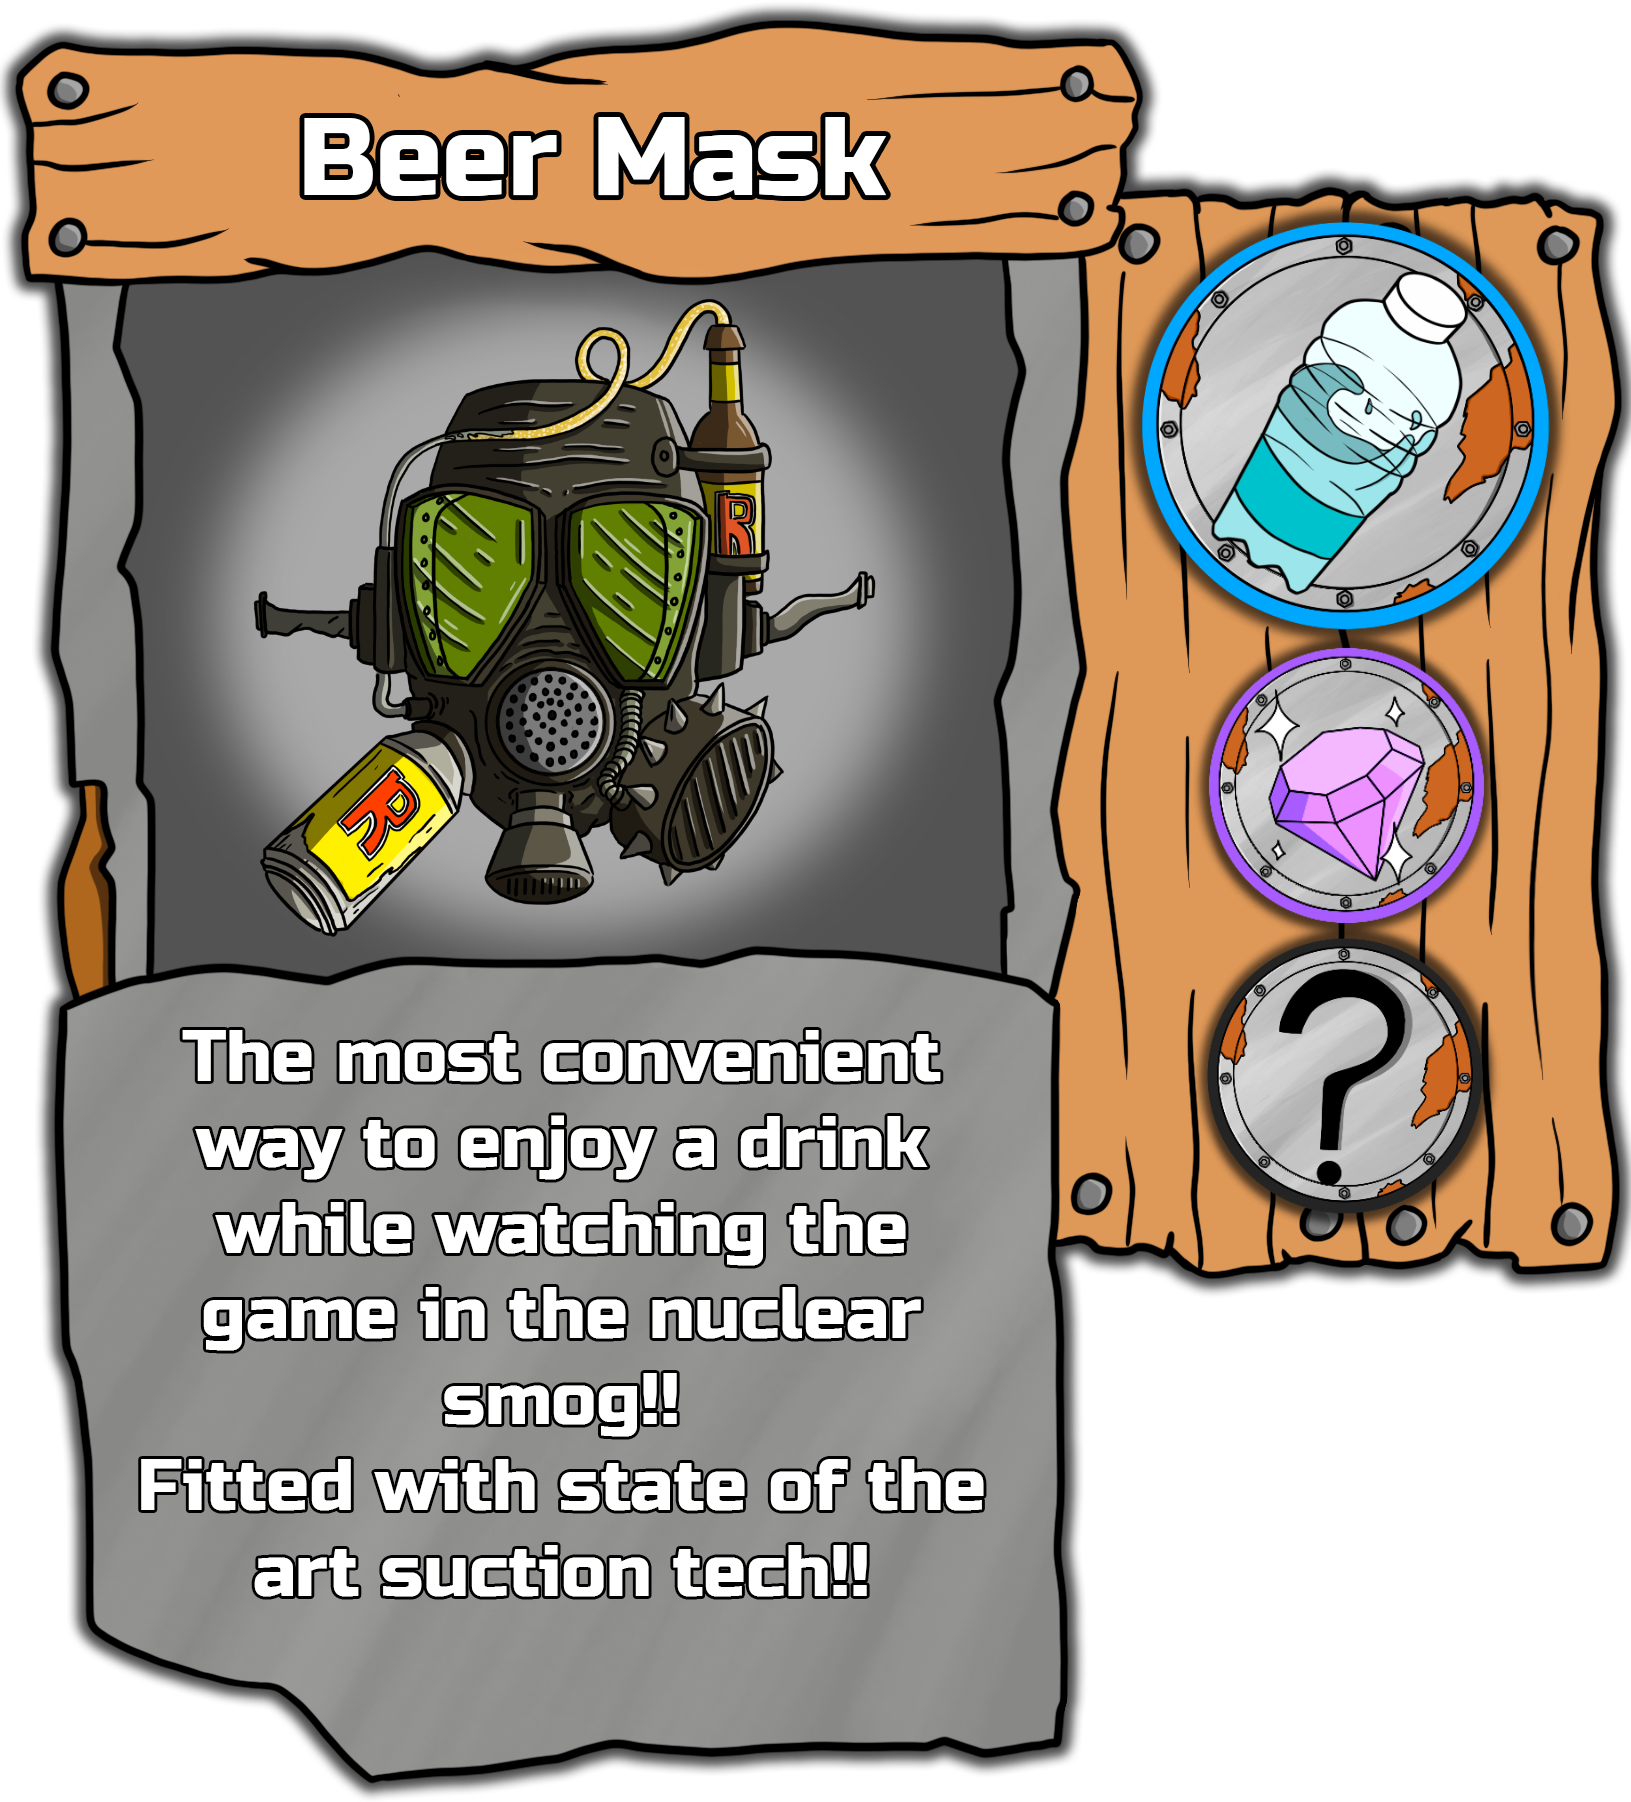 Beer Mask
R
R
?
The most convenient
way to enjoy a drink
while watching the
game in the nuclear
smog!!
Fitted with state of the
art suction tech!!